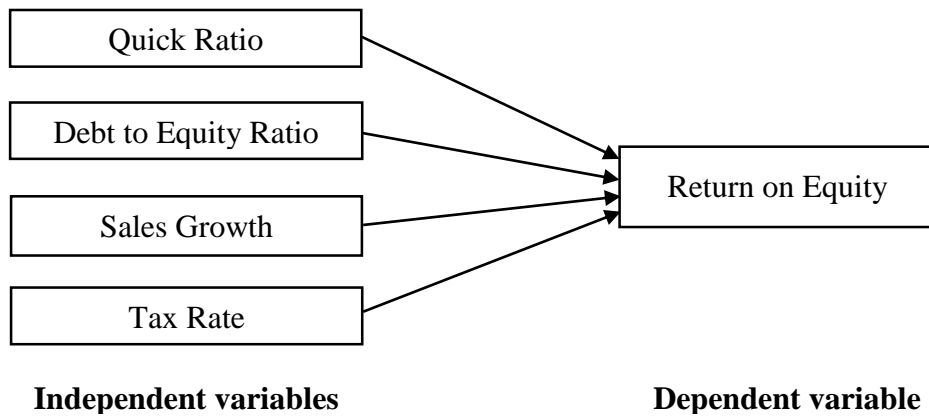 Quick Ratio
Debt to Equity Ratio
Sales Growth
Tax Rate
Return on Equity
Independent variables
Dependent variable